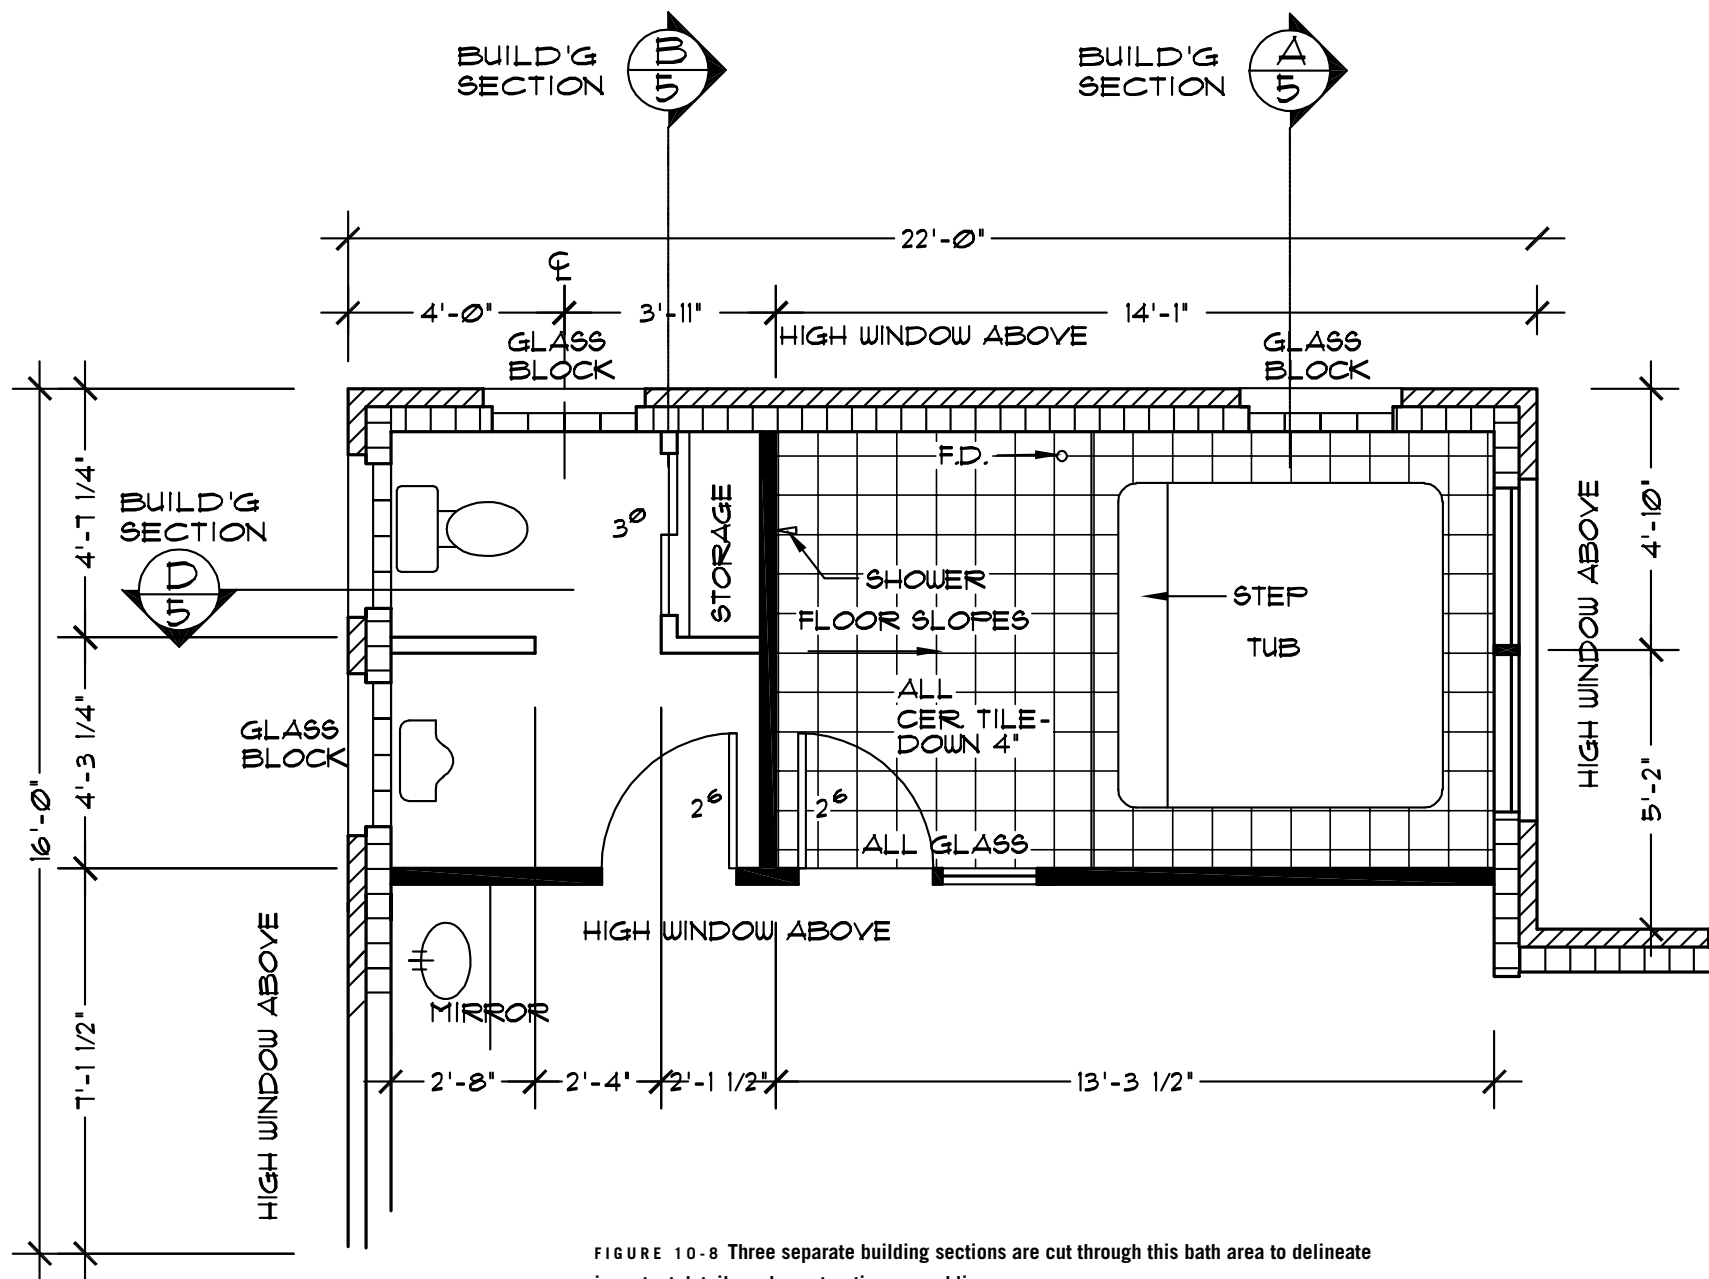 BUILD'G
SECTION
B
5
BUILD'G
SECTION
A
5
22'-0"
℄
4'-0"
3'-11"
14'-1"
GLASS
BLOCK
HIGH WINDOW ABOVE
GLASS
BLOCK
F.D.
BUILD'G
SECTION
D
5
4'-7 1/4"
3⁰
STORAGE
SHOWER
FLOOR SLOPES
STEP
TUB
HIGH WINDOW ABOVE
4'-10"
ALL
CER. TILE-
DOWN 4"
GLASS
BLOCK
4'-3 1/4"
16'-0"
2⁶
2⁶
5'-2"
ALL GLASS
HIGH WINDOW ABOVE
HIGH WINDOW ABOVE
MIRROR
7'-1 1/2"
2'-8"
2'-4"
2'-1 1/2"
13'-3 1/2"
FIGURE 10-8 Three separate building sections are cut through this bath area to delineate